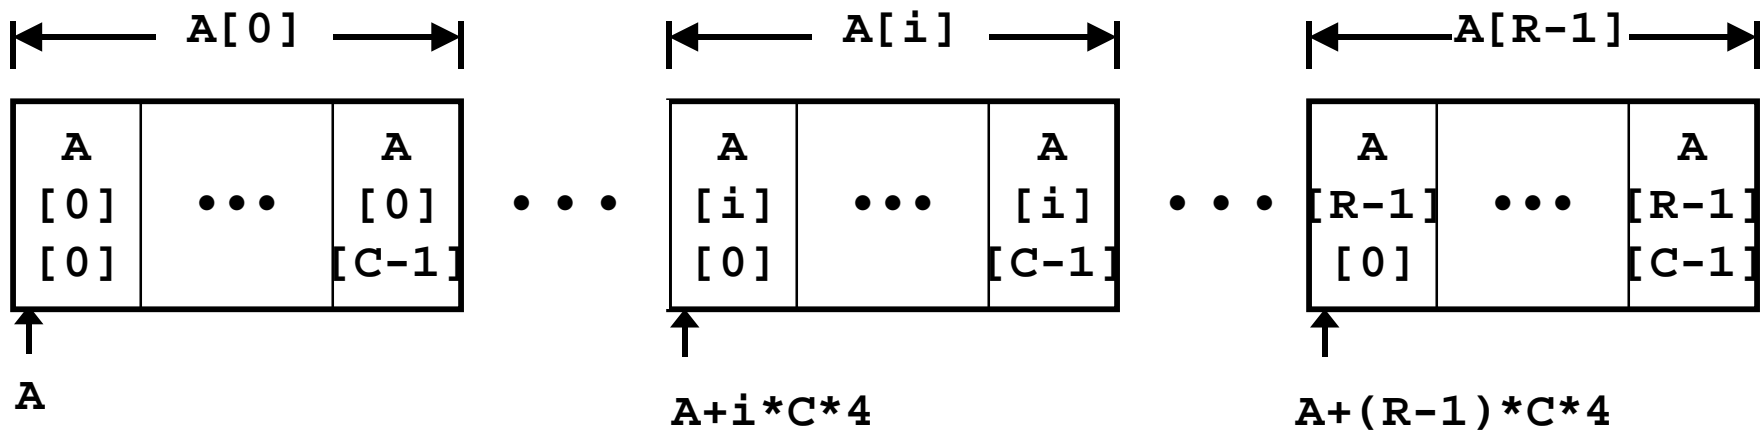 A[0] A[i] A[R-1]
A A A A A A
[0] ••• [0] • • • [i] ••• [i] • • • [R-1] ••• [R-1]
[0] [C-1] [0] [C-1] [0] [C-1]
A A+i*C*4 A+(R-1)*C*4